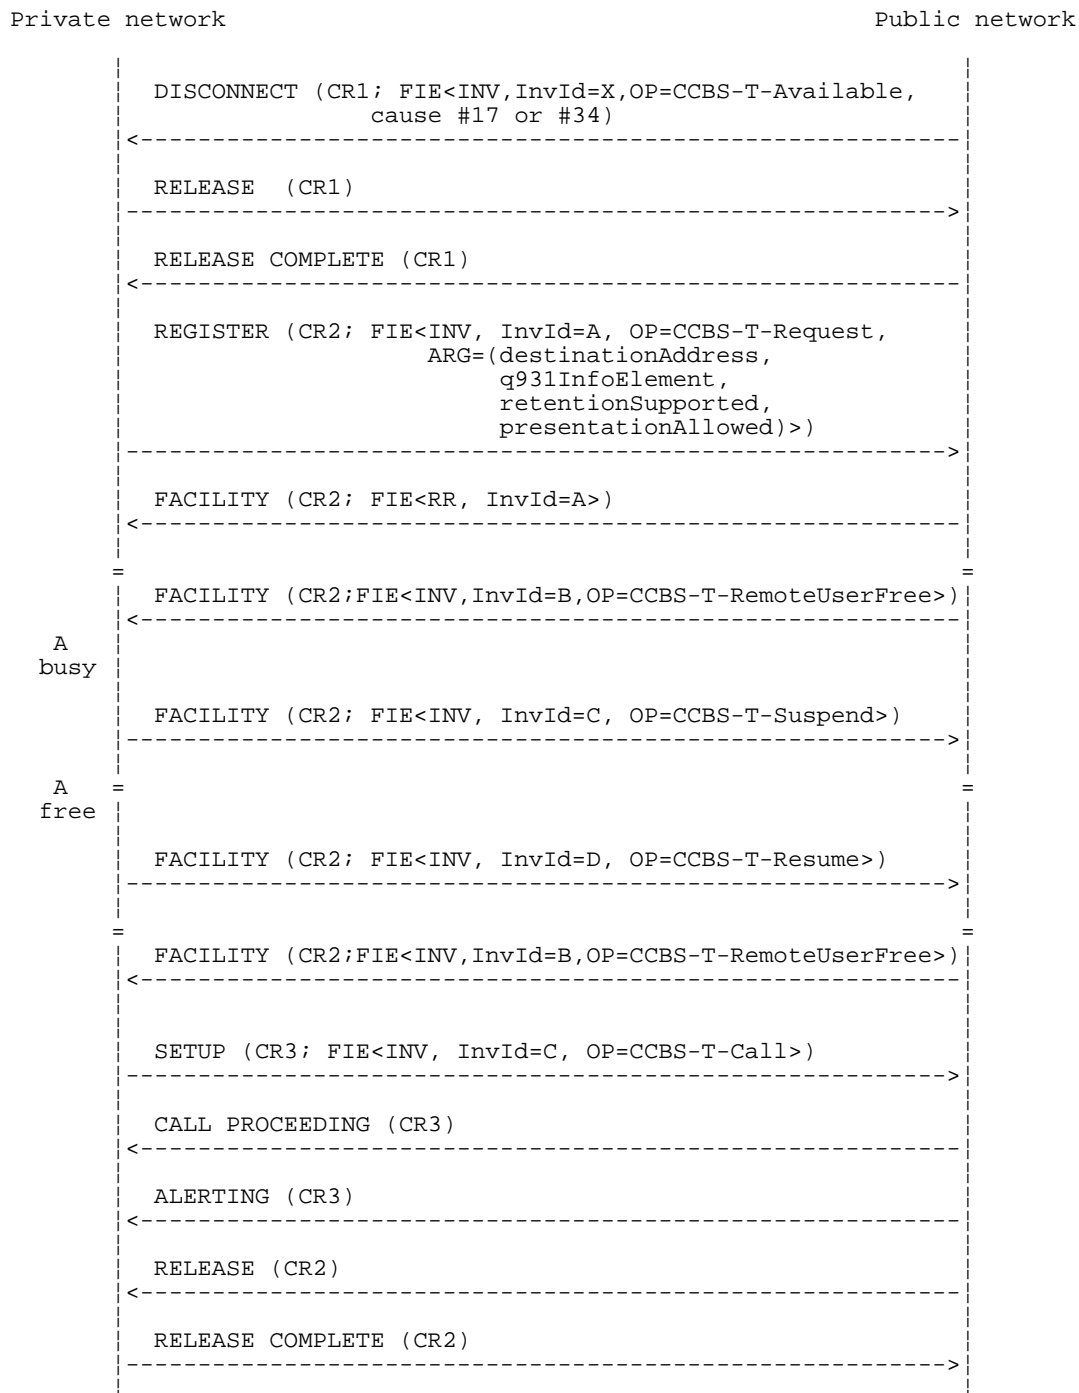 Private network Public network
DISCONNECT (CR1; FIE<INV,InvId=X,OP=CCBS-T-Available,
cause #17 or #34)
RELEASE (CR1)
RELEASE COMPLETE (CR1)
REGISTER (CR2; FIE<INV, InvId=A, OP=CCBS-T-Request,
ARG=(destinationAddress,
q931InfoElement,
retentionSupported,
presentationAllowed)>)
FACILITY (CR2; FIE<RR, InvId=A>)
FACILITY (CR2;FIE<INV,InvId=B,OP=CCBS-T-RemoteUserFree>)
A
busy
FACILITY (CR2; FIE<INV, InvId=C, OP=CCBS-T-Suspend>)
A
free
FACILITY (CR2; FIE<INV, InvId=D, OP=CCBS-T-Resume>)
FACILITY (CR2;FIE<INV,InvId=B,OP=CCBS-T-RemoteUserFree>)
SETUP (CR3; FIE<INV, InvId=C, OP=CCBS-T-Call>)
CALL PROCEEDING (CR3)
ALERTING (CR3)
RELEASE (CR2)
RELEASE COMPLETE (CR2)